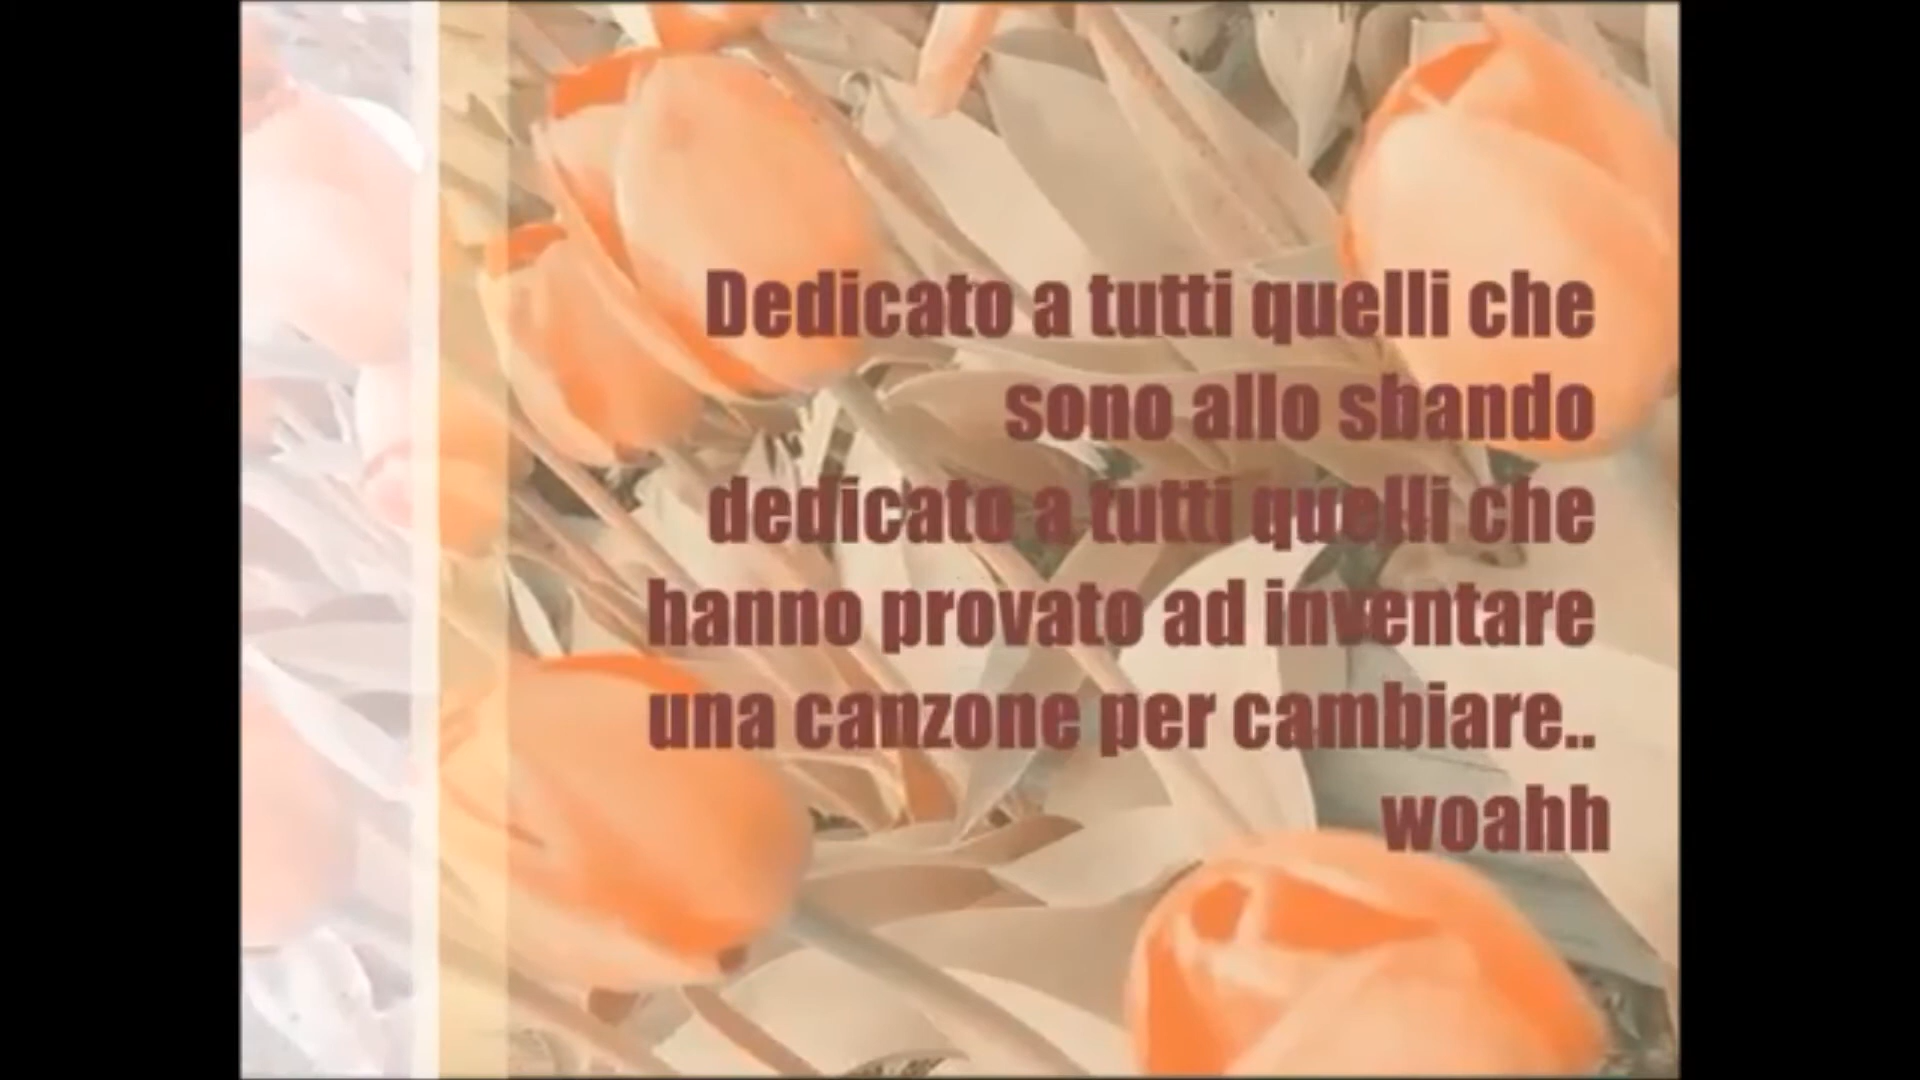 Dedicato a tutti quelli che
sono allo sbando
dedicato a tutti quelli che
hanno provato ad inventare
una canzone per cambiare..
woahh